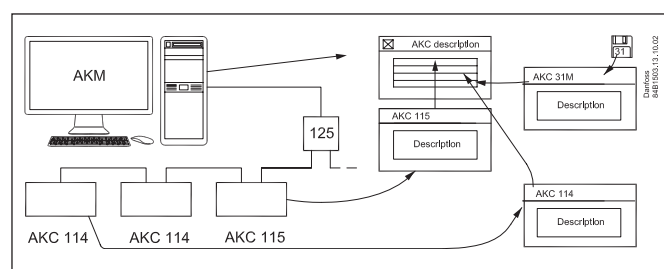 AKM
AKC description
31
AKC 31M
Description
Danfoss
84B1503.13.10.02
125
AKC 115
Description
AKC 114
Description
AKC 114
AKC 114
AKC 115